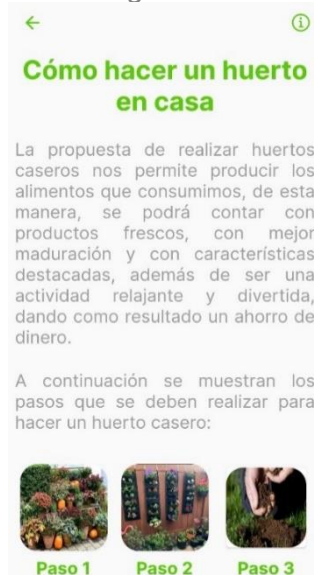 Cómo hacer un huerto
en casa
La propuesta de realizar huertos
caseros nos permite producir los
alimentos que consumimos, de esta
manera, se podrá contar con
productos frescos, con mejor
maduración y con características
destacadas, además de ser una
actividad relajante y divertida,
dando como resultado un ahorro de
dinero.
A continuación se muestran los
pasos que se deben realizar para
hacer un huerto casero:
Paso 1 Paso 2 Paso 3